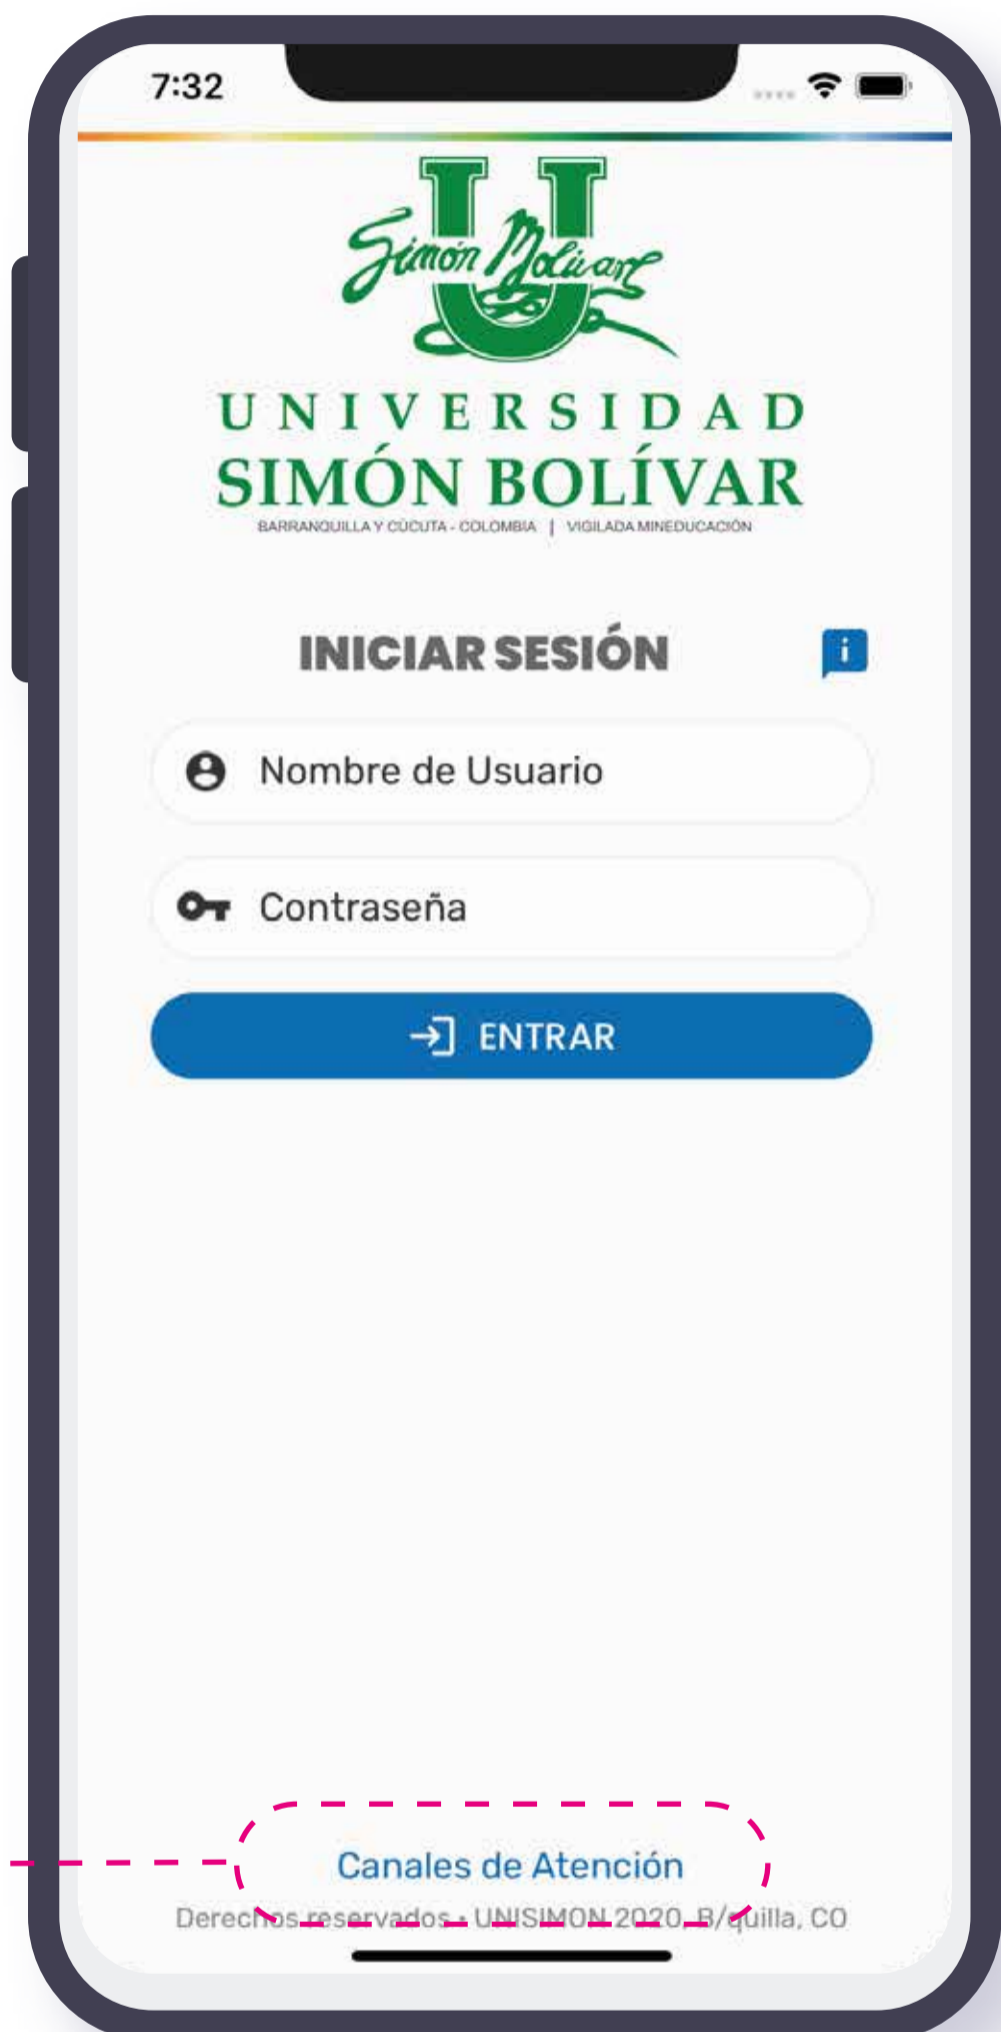 7:32
U
Simón Bolívar
UNIVERSIDAD
SIMÓN BOLÍVAR
BARRANQUILLA Y CÚCUTA - COLOMBIA | VIGILADA MINEDUCACIÓN
INICIAR SESIÓN
i
Nombre de Usuario
Contraseña
ENTRAR
Canales de Atención
Derechos reservados • UNISIMON 2020, B/quilla, CO